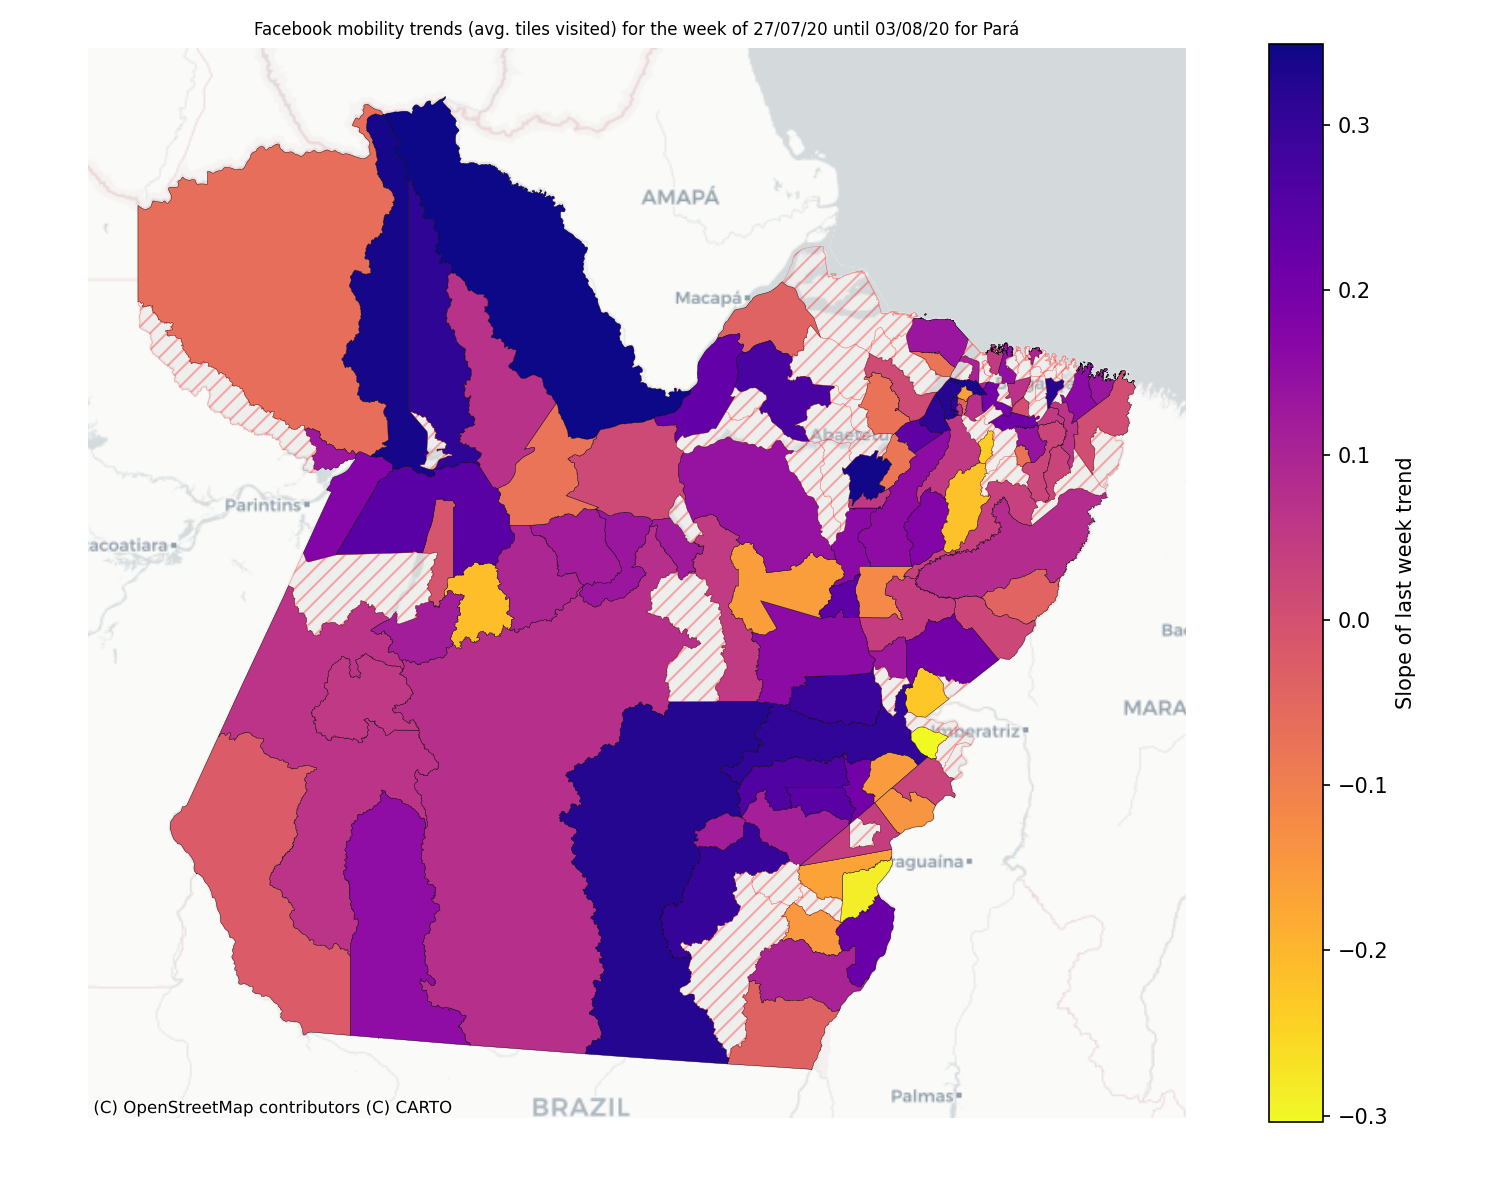 Facebook mobility trends (avg. tiles visited) for the week of 27/07/20 until 03/08/20 for Pará
AMAPÁ
Macapá
Abaetetu
Parintins
acoatiara
Bac
MARA
Imperatriz
raguaína
Palmas
BRAZIL
(C) OpenStreetMap contributors (C) CARTO
0.3
0.2
0.1
0.0
−0.1
−0.2
−0.3
Slope of last week trend